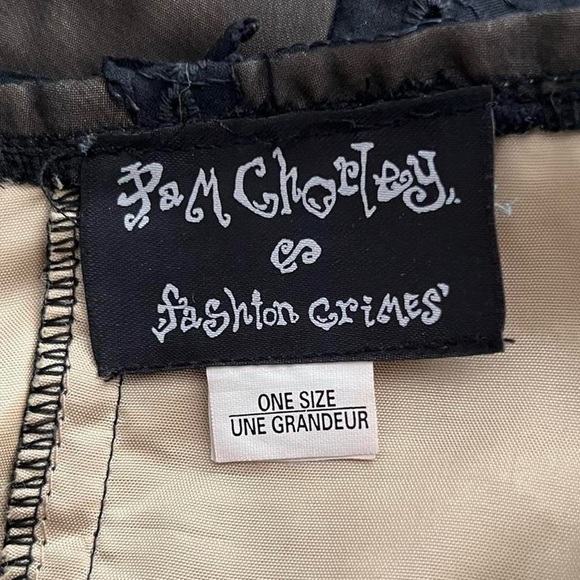 Pam Chorley
fashion crimes'
ONE SIZE
UNE GRANDEUR